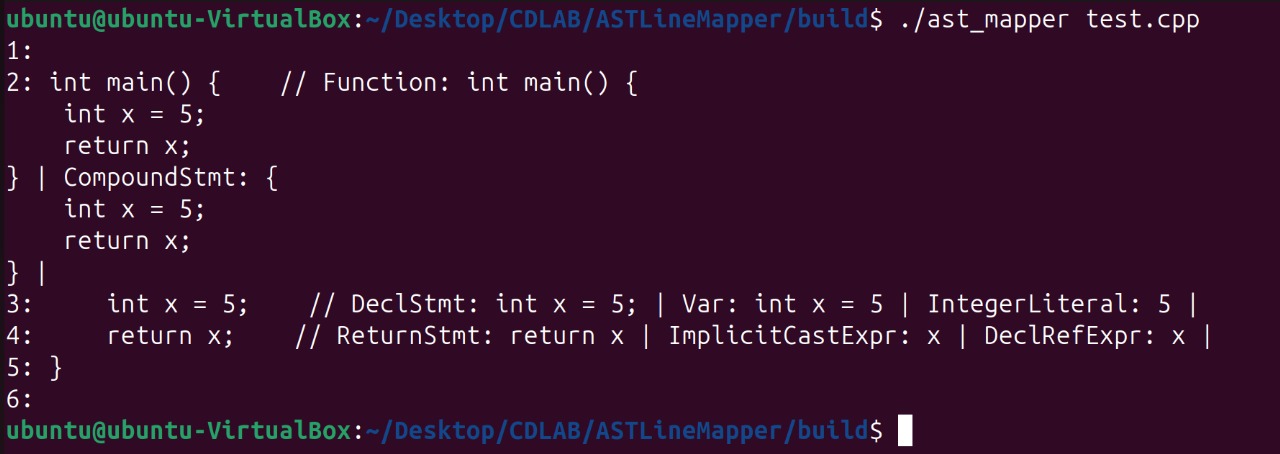 ubuntu@ubuntu-VirtualBox:~/Desktop/CDLAB/ASTLineMapper/build$ ./ast_mapper test.cpp
1:
2: int main() {    // Function: int main() {
    int x = 5;
    return x;
} | CompoundStmt: {
    int x = 5;
    return x;
} |
3:     int x = 5;    // DeclStmt: int x = 5; | Var: int x = 5 | IntegerLiteral: 5 |
4:     return x;    // ReturnStmt: return x | ImplicitCastExpr: x | DeclRefExpr: x |
5: }
6:
ubuntu@ubuntu-VirtualBox:~/Desktop/CDLAB/ASTLineMapper/build$